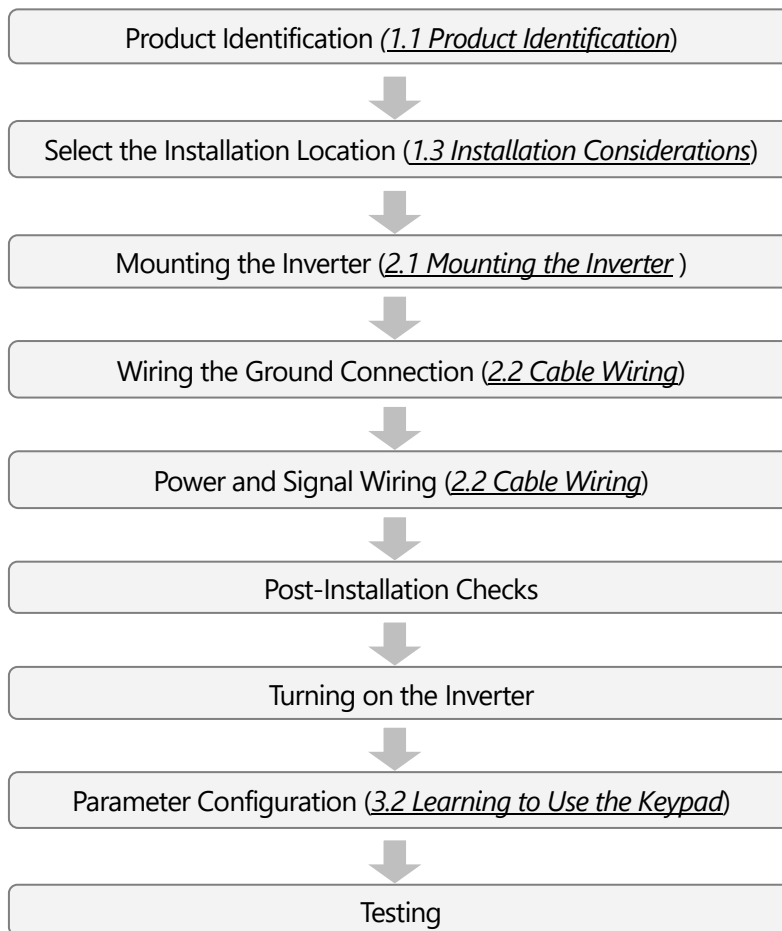 Product Identification (1.1 Product Identification)
Select the Installation Location (1.3 Installation Considerations)
Mounting the Inverter (2.1 Mounting the Inverter )
Wiring the Ground Connection (2.2 Cable Wiring)
Power and Signal Wiring (2.2 Cable Wiring)
Post-Installation Checks
Turning on the Inverter
Parameter Configuration (3.2 Learning to Use the Keypad)
Testing